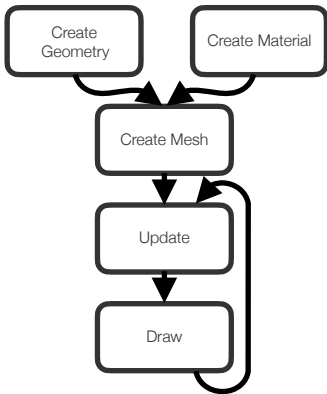 Create
Geometry
Create Material
Create Mesh
Update
Draw